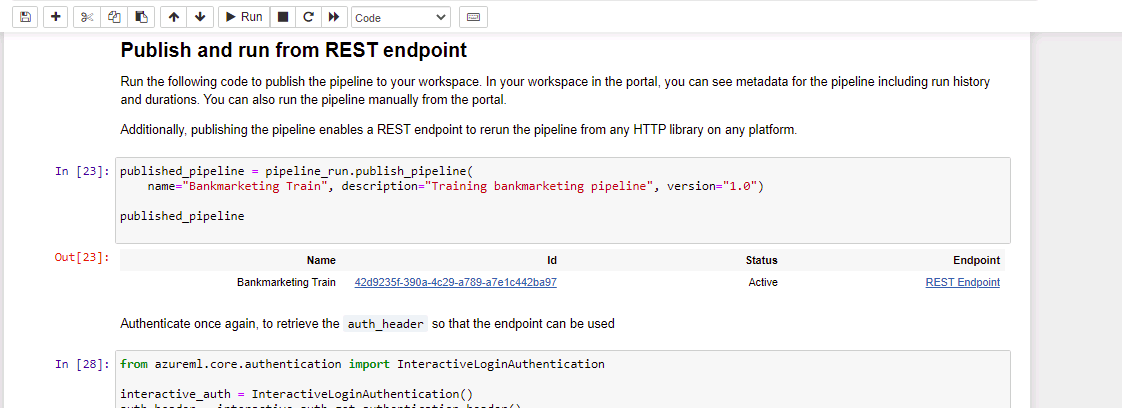 Run Code
Publish and run from REST endpoint
Run the following code to publish the pipeline to your workspace. In your workspace in the portal, you can see metadata for the pipeline including run history
and durations. You can also run the pipeline manually from the portal.
Additionally, publishing the pipeline enables a REST endpoint to rerun the pipeline from any HTTP library on any platform.
In [23]: published_pipeline = pipeline_run.publish_pipeline(
name="Bankmarketing Train", description="Training bankmarketing pipeline", version="1.0")
published_pipeline
Out[23]: Name Id Status Endpoint
Bankmarketing Train 42d9235f-390a-4c29-a789-a7e1c442ba97 Active REST Endpoint
Authenticate once again, to retrieve the auth_header so that the endpoint can be used
In [28]: from azureml.core.authentication import InteractiveLoginAuthentication
interactive_auth = InteractiveLoginAuthentication()
auth_header = interactive_auth.get_authentication_header()